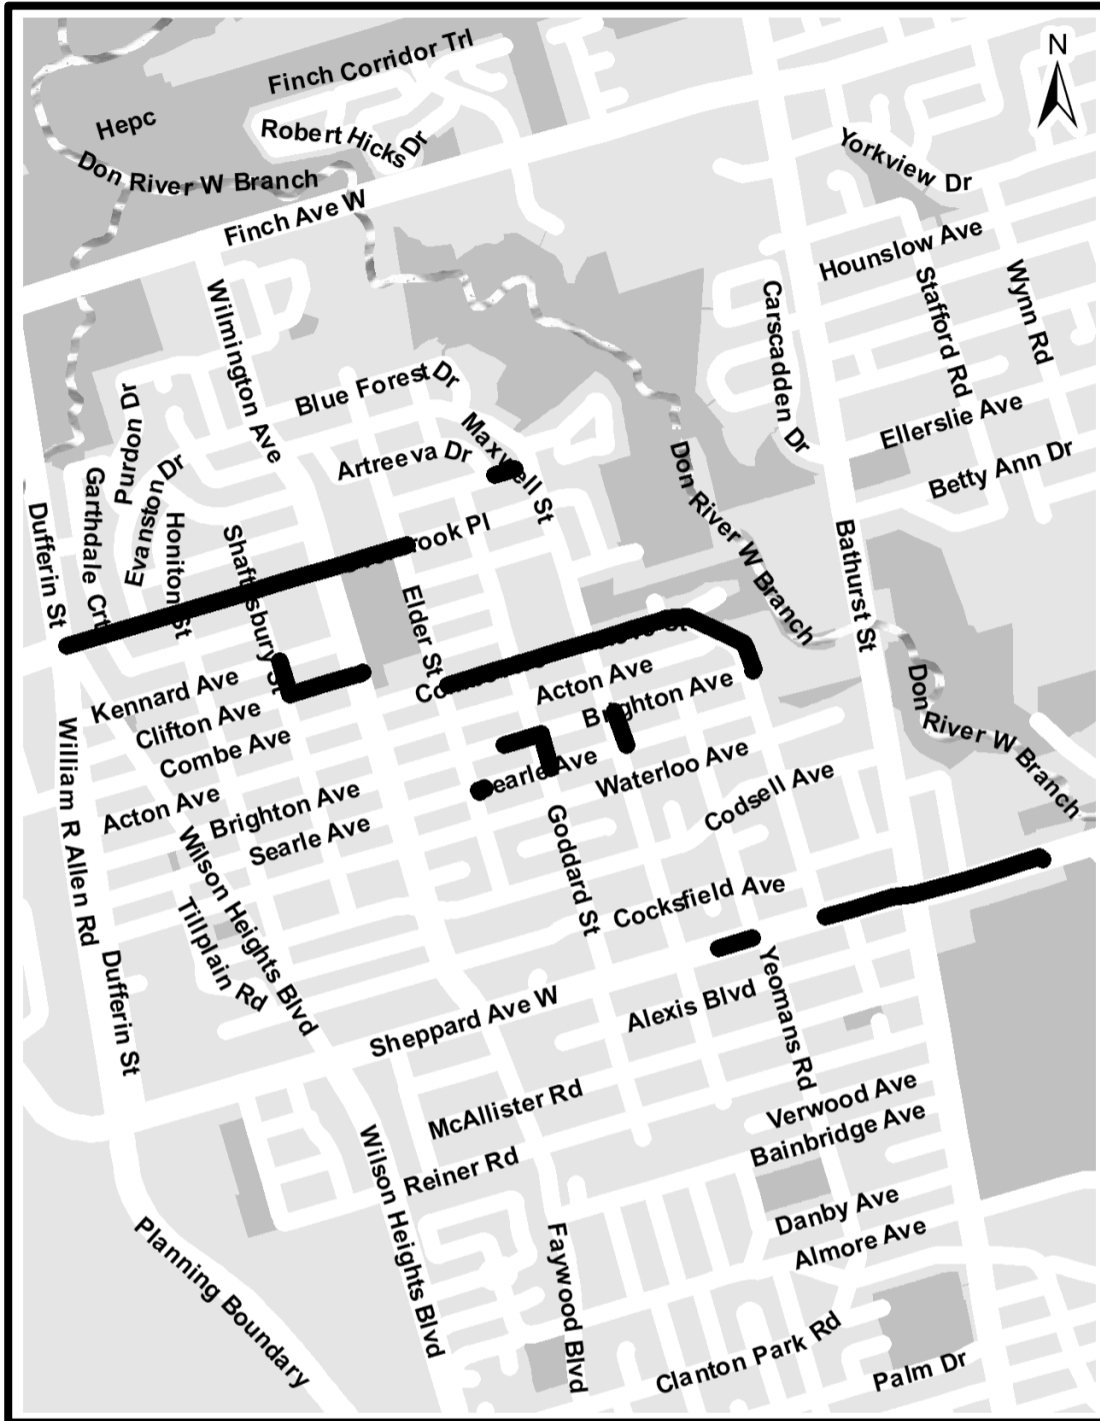 N
Finch Corridor Trl
Hepc
Robert Hicks Dr
Yorkview Dr
Don River W Branch
Finch Ave W
Hounslow Ave
Wilmington Ave
Carscadden Dr
Stafford Rd
Wynn Rd
Blue Forest Dr
Purdon Dr
Maxwell St
Artreeva Dr
Ellerslie Ave
Betty Ann Dr
Garthdale Crt
Evanston Dr
Honiton St
Shaftsbury St
Dufferin St
Don River W Branch
Bathurst St
Pl
Elder St
Acton Ave
Brighton Ave
Kennard Ave
Clifton Ave
Combe Ave
Don River W Branch
William R Allen Rd
Searle Ave
Waterloo Ave
Codsell Ave
Acton Ave
Brighton Ave
Searle Ave
Wilson Heights Blvd
Goddard St
Tillplain Rd
Cocksfield Ave
Dufferin St
Sheppard Ave W
Alexis Blvd
Yeomans Rd
McAllister Rd
Verwood Ave
Bainbridge Ave
Reiner Rd
Wilson Heights Blvd
Danby Ave
Almore Ave
Planning Boundary
Faywood Blvd
Clanton Park Rd
Palm Dr